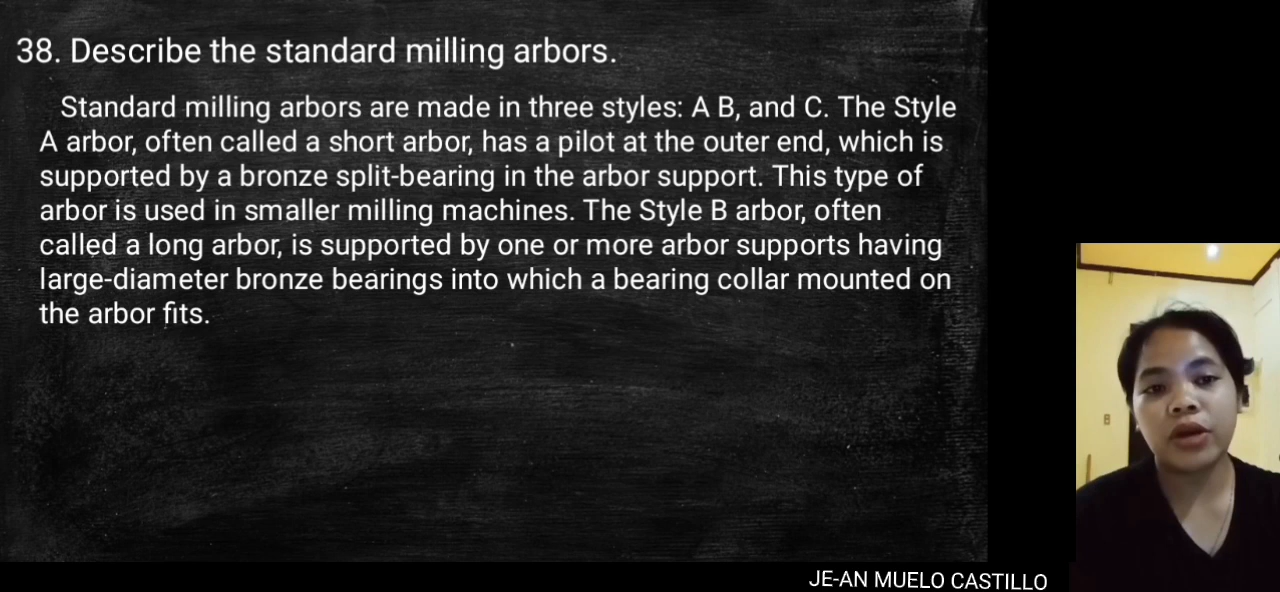 38. Describe the standard milling arbors.
Standard milling arbors are made in three styles: A B, and C. The Style
A arbor, often called a short arbor, has a pilot at the outer end, which is
supported by a bronze split-bearing in the arbor support. This type of
arbor is used in smaller milling machines. The Style B arbor, often
called a long arbor, is supported by one or more arbor supports having
large-diameter bronze bearings into which a bearing collar mounted on
the arbor fits.
JE-AN MUELO CASTILLO